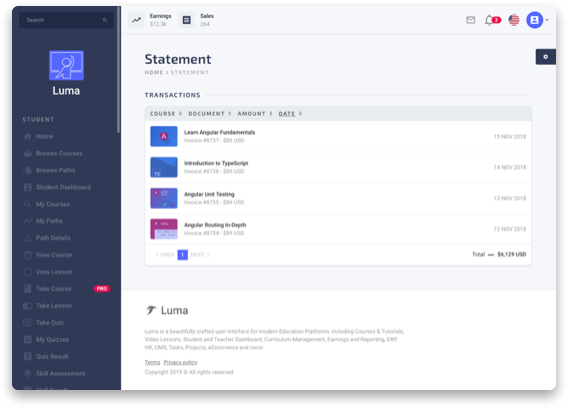 Search
Earnings
$12.3k
Sales
264
2
Luma
STUDENT
Home
Browse Courses
Browse Paths
Student Dashboard
My Courses
My Paths
Path Details
View Course
View Lesson
Take Course PRO
Take Lesson
Take Quiz
My Quizzes
Quiz Result
Skill Assessment
Skill Result
Statement
HOME > STATEMENT
TRANSACTIONS
COURSE DOCUMENT AMOUNT DATE
Learn Angular Fundamentals
Invoice #8737 - $89 USD
15 NOV 2018
Introduction to TypeScript
Invoice #8736 - $89 USD
14 NOV 2018
Angular Unit Testing
Invoice #8735 - $89 USD
13 NOV 2018
Angular Routing In-Depth
Invoice #8734 - $89 USD
12 NOV 2018
< PREV 1 NEXT >
Total — $6,129 USD
Luma
Luma is a beautifully crafted user interface for modern Education Platforms, including Courses & Tutorials,
Video Lessons, Student and Teacher Dashboard, Curriculum Management, Earnings and Reporting, ERP,
HR, CMS, Tasks, Projects, eCommerce and more.
Terms Privacy policy
Copyright 2019 © All rights reserved.